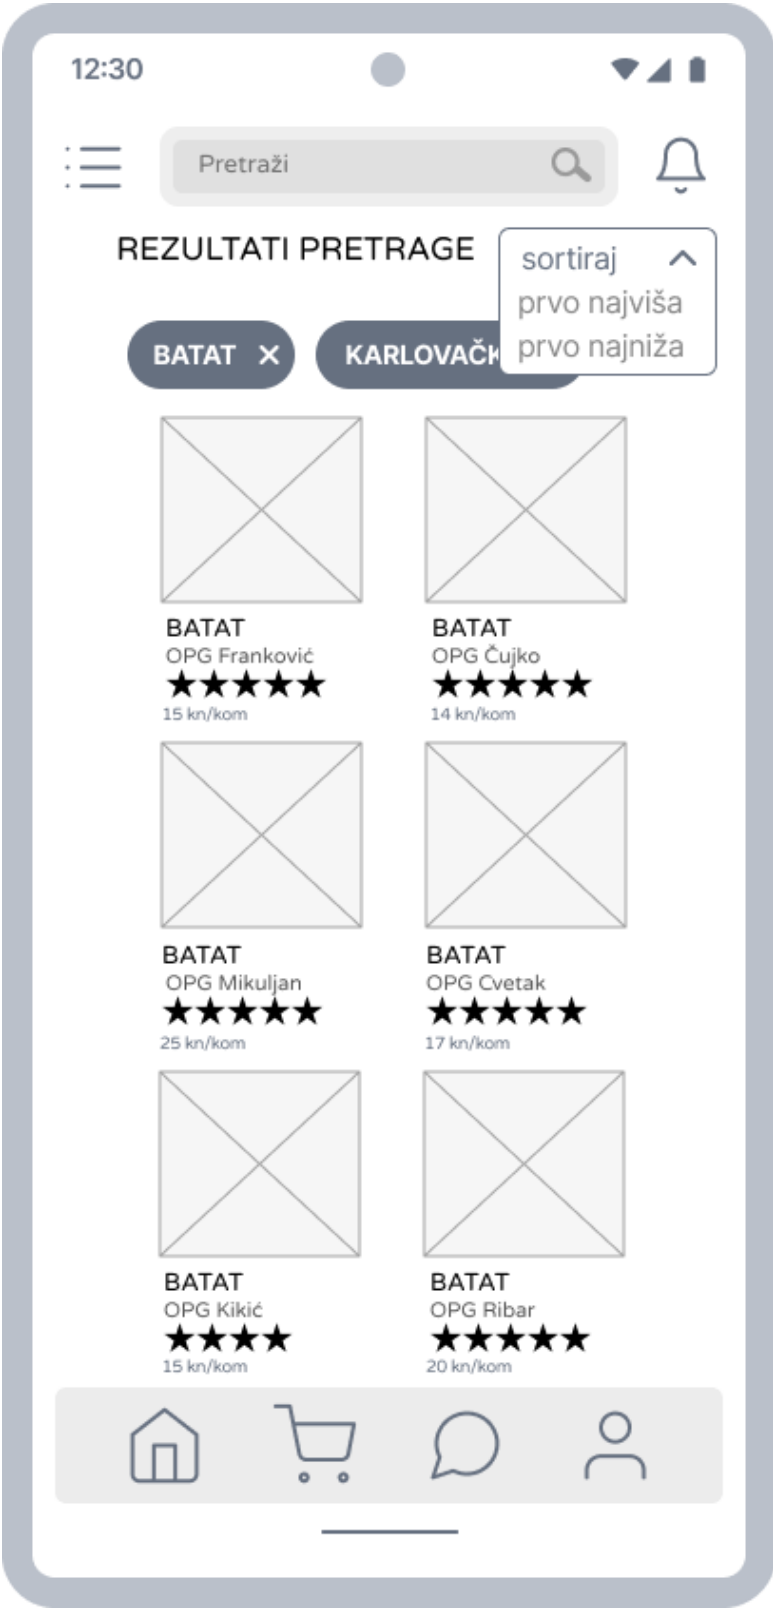 12:30
Pretraži
REZULTATI PRETRAGE
sortiraj
prvo najviša
prvo najniža
BATAT
BATAT
OPG Franković
15 kn/kom
BATAT
OPG Čujko
14 kn/kom
BATAT
OPG Mikuljan
25 kn/kom
BATAT
OPG Cvetak
17 kn/kom
BATAT
OPG Kikić
15 kn/kom
BATAT
OPG Ribar
20 kn/kom